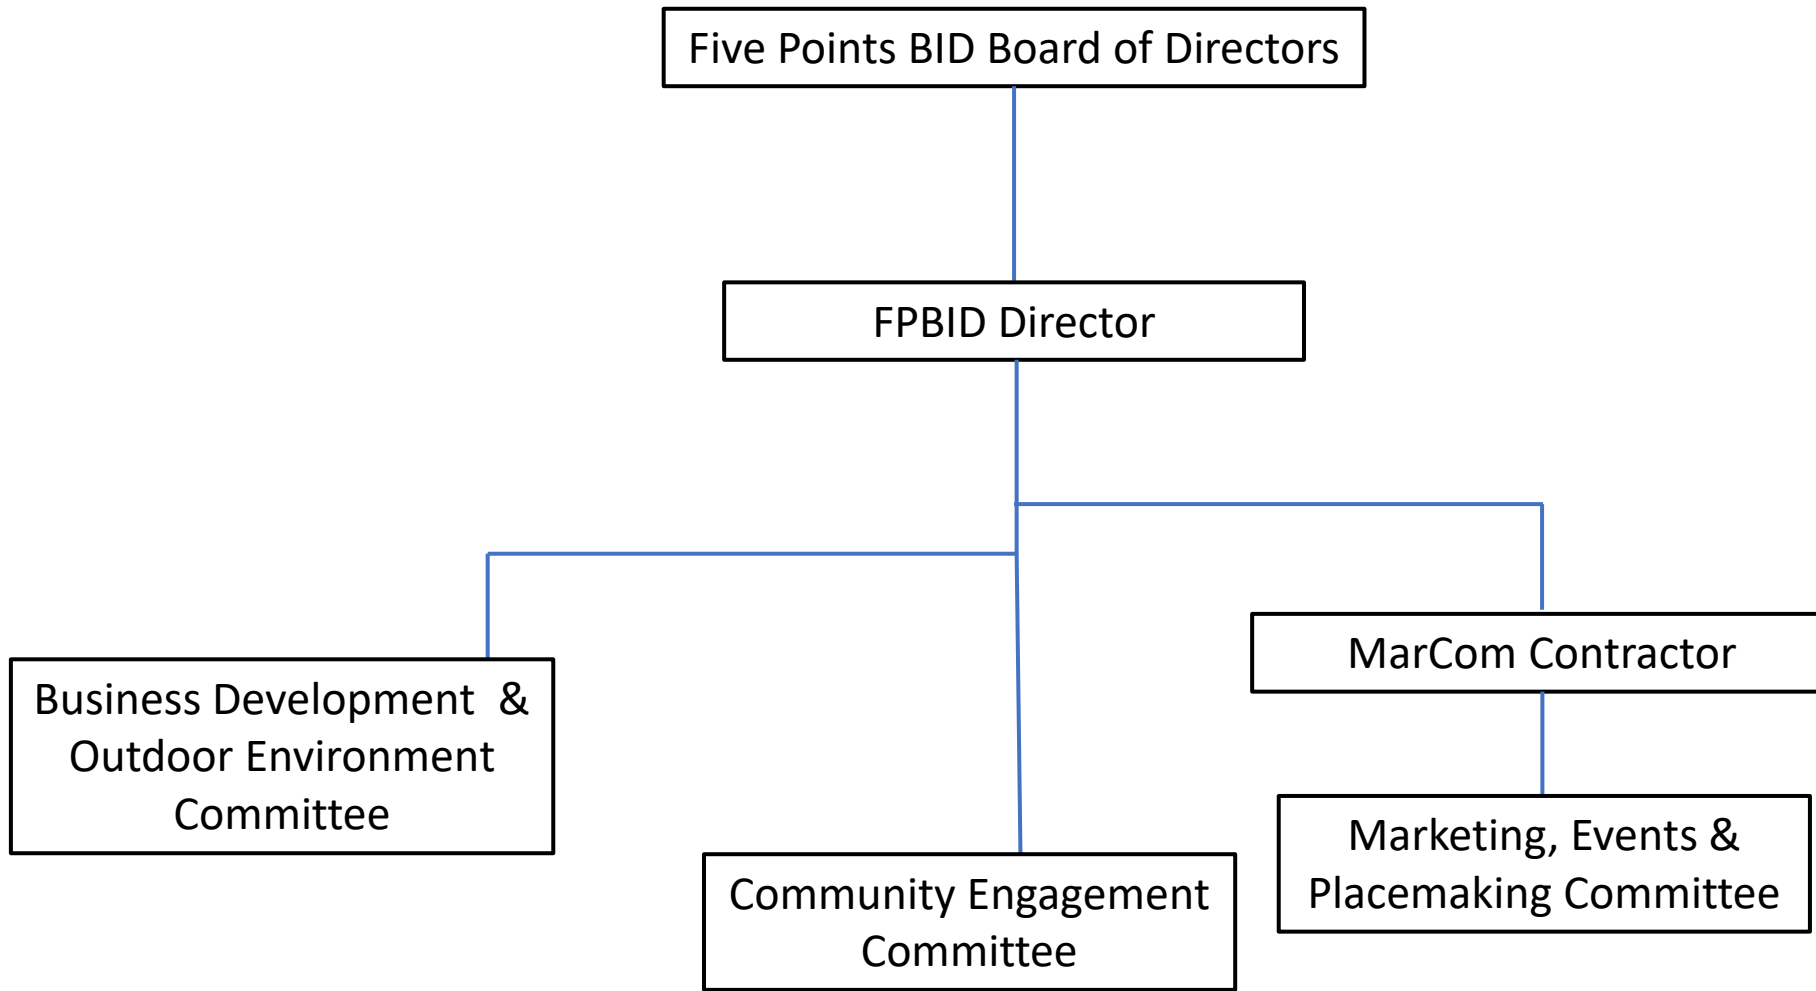 Five Points BID Board of Directors
FPBID Director
MarCom Contractor
Business Development  &
Outdoor Environment
Committee
Marketing, Events &
Placemaking Committee
Community Engagement
Committee